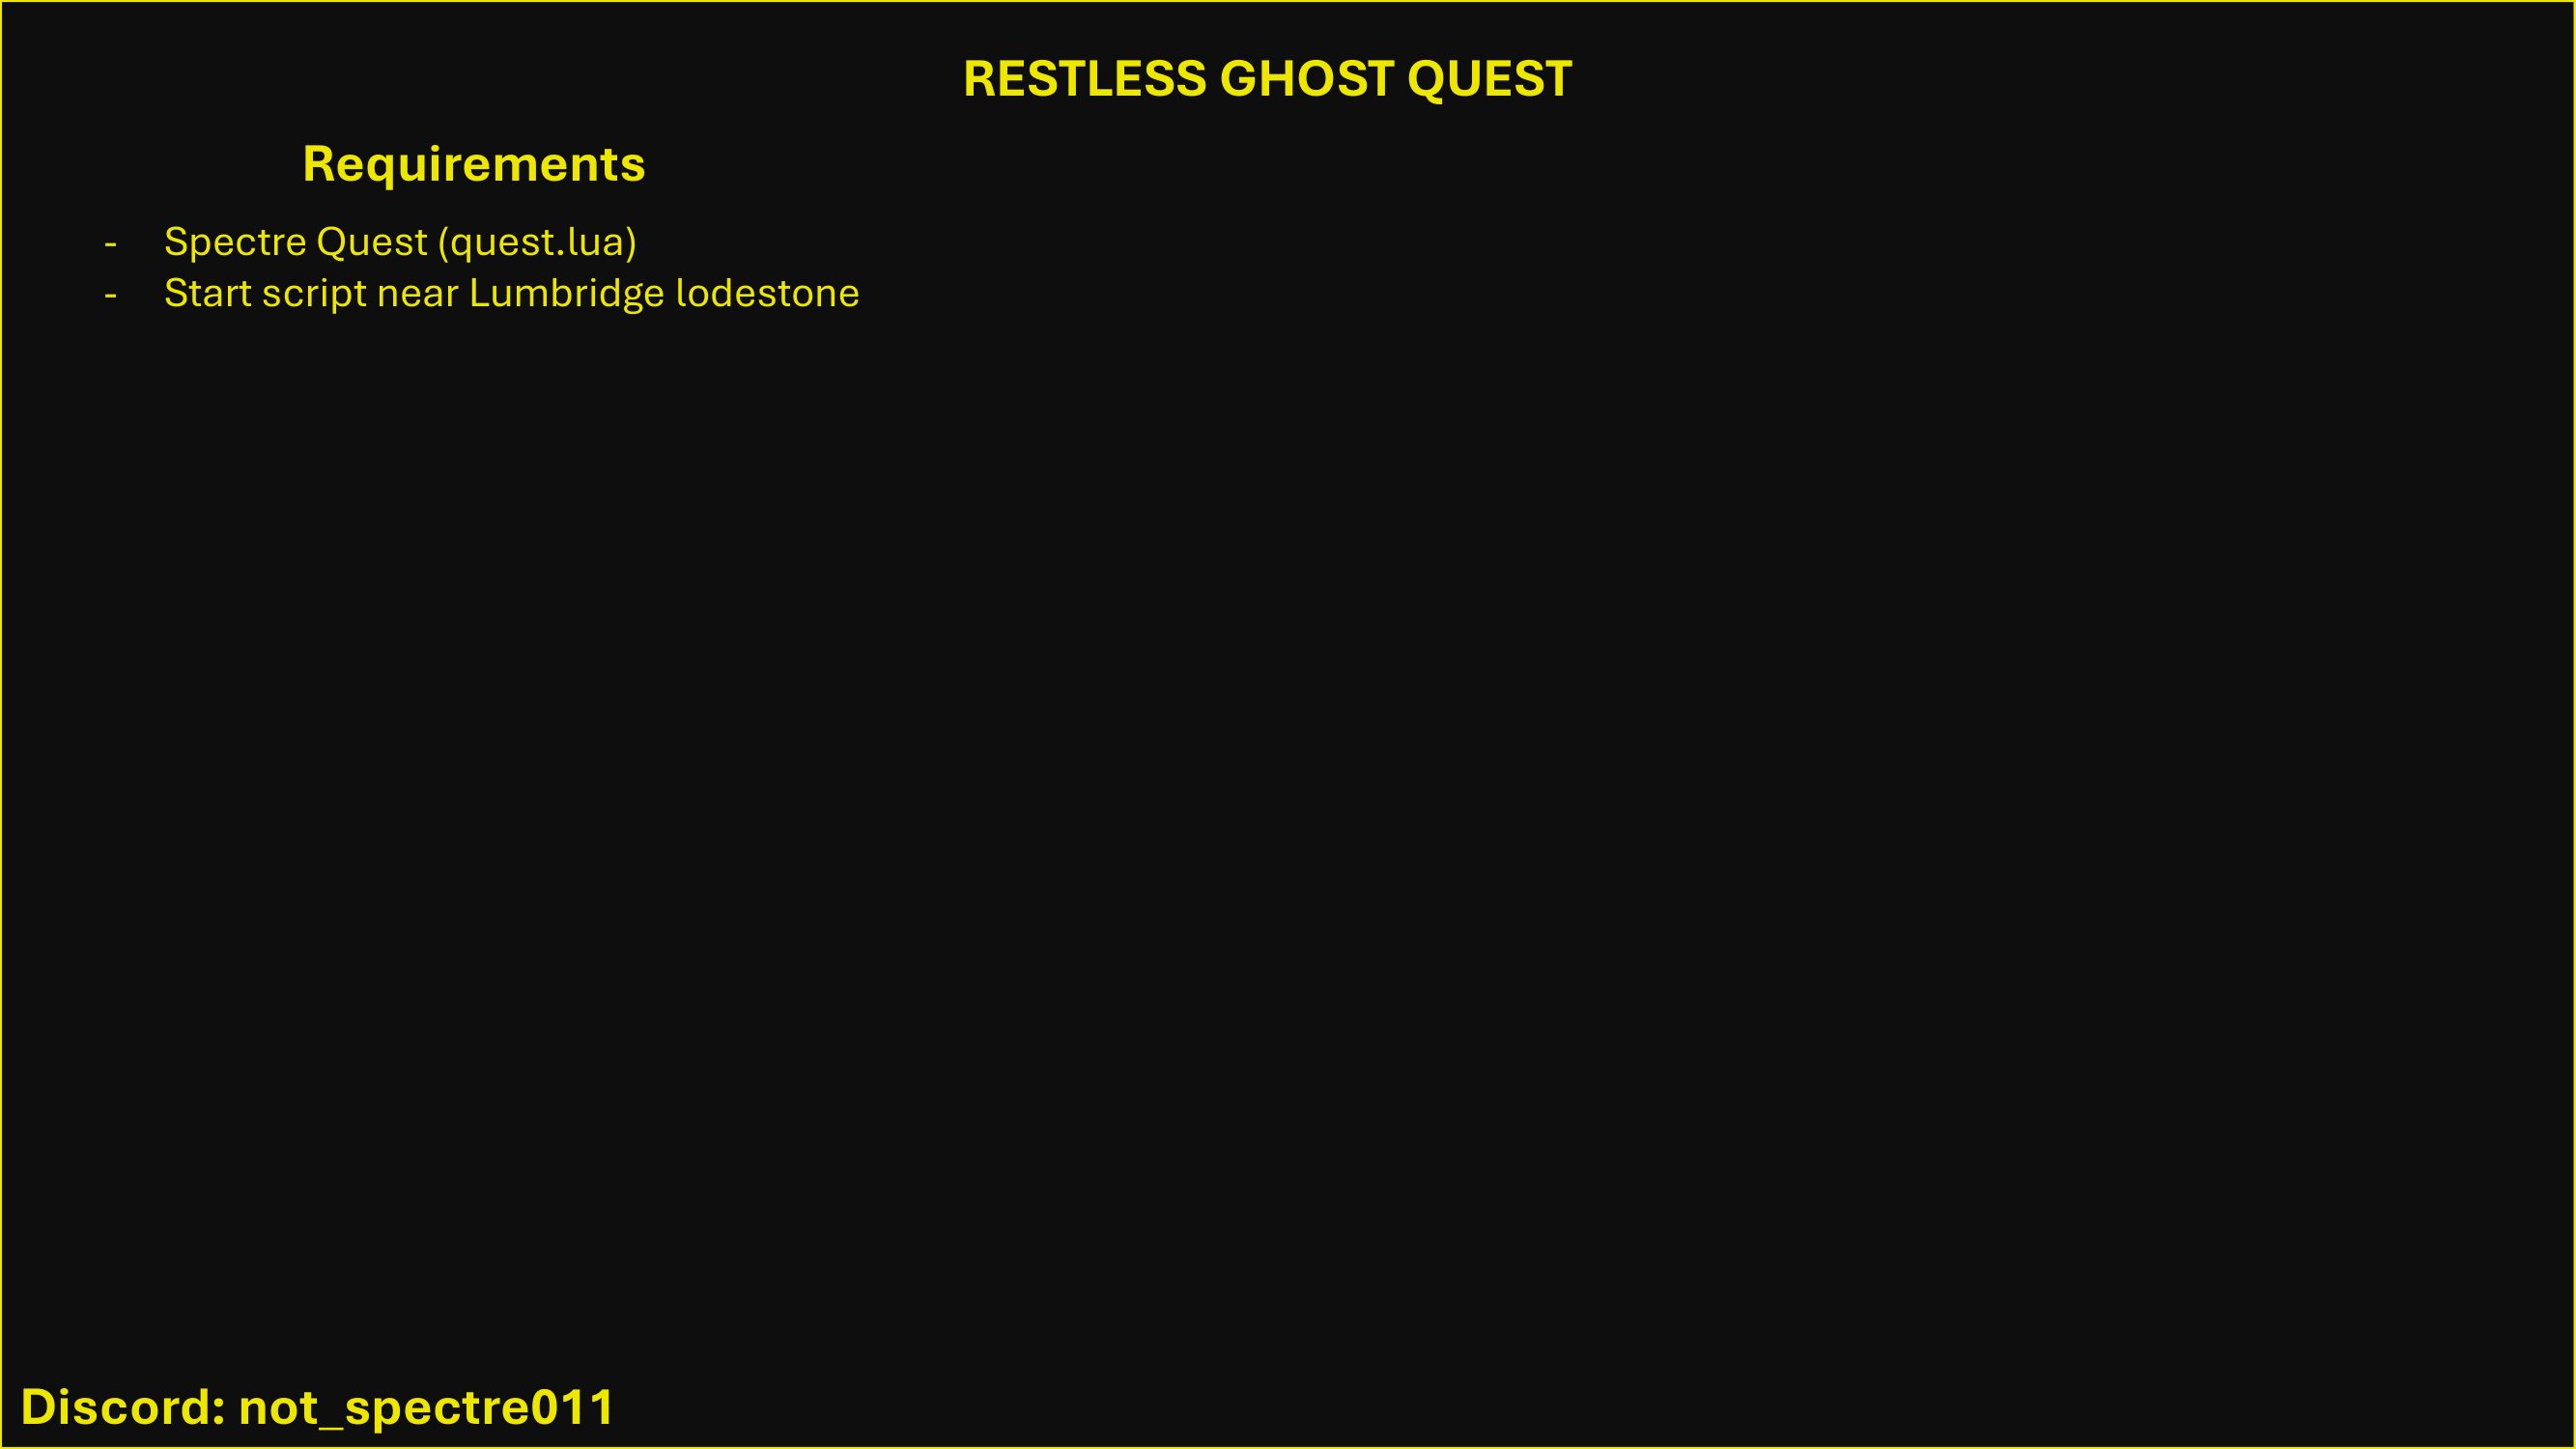 RESTLESS GHOST QUEST
Requirements
- Spectre Quest (quest.lua)
- Start script near Lumbridge lodestone
Discord: not_spectre011